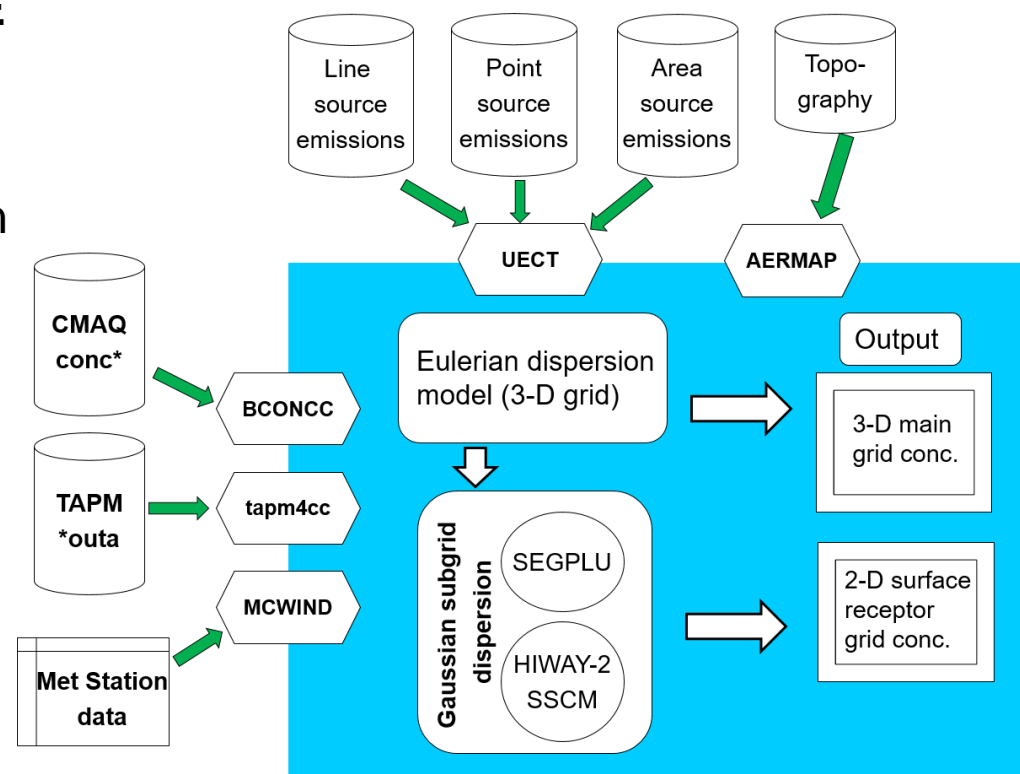 Line
source
emissions
Point
source
emissions
Area
source
emissions
Topo-
graphy
UECT
AERMAP
CMAQ
conc*
BCONCC
TAPM
*outa
tapm4cc
MCWIND
Met Station
data
Eulerian dispersion
model (3-D grid)
Gaussian subgrid
dispersion
SEGPLU
HIWAY-2
SSCM
Output
3-D main
grid conc.
2-D surface
receptor
grid conc.